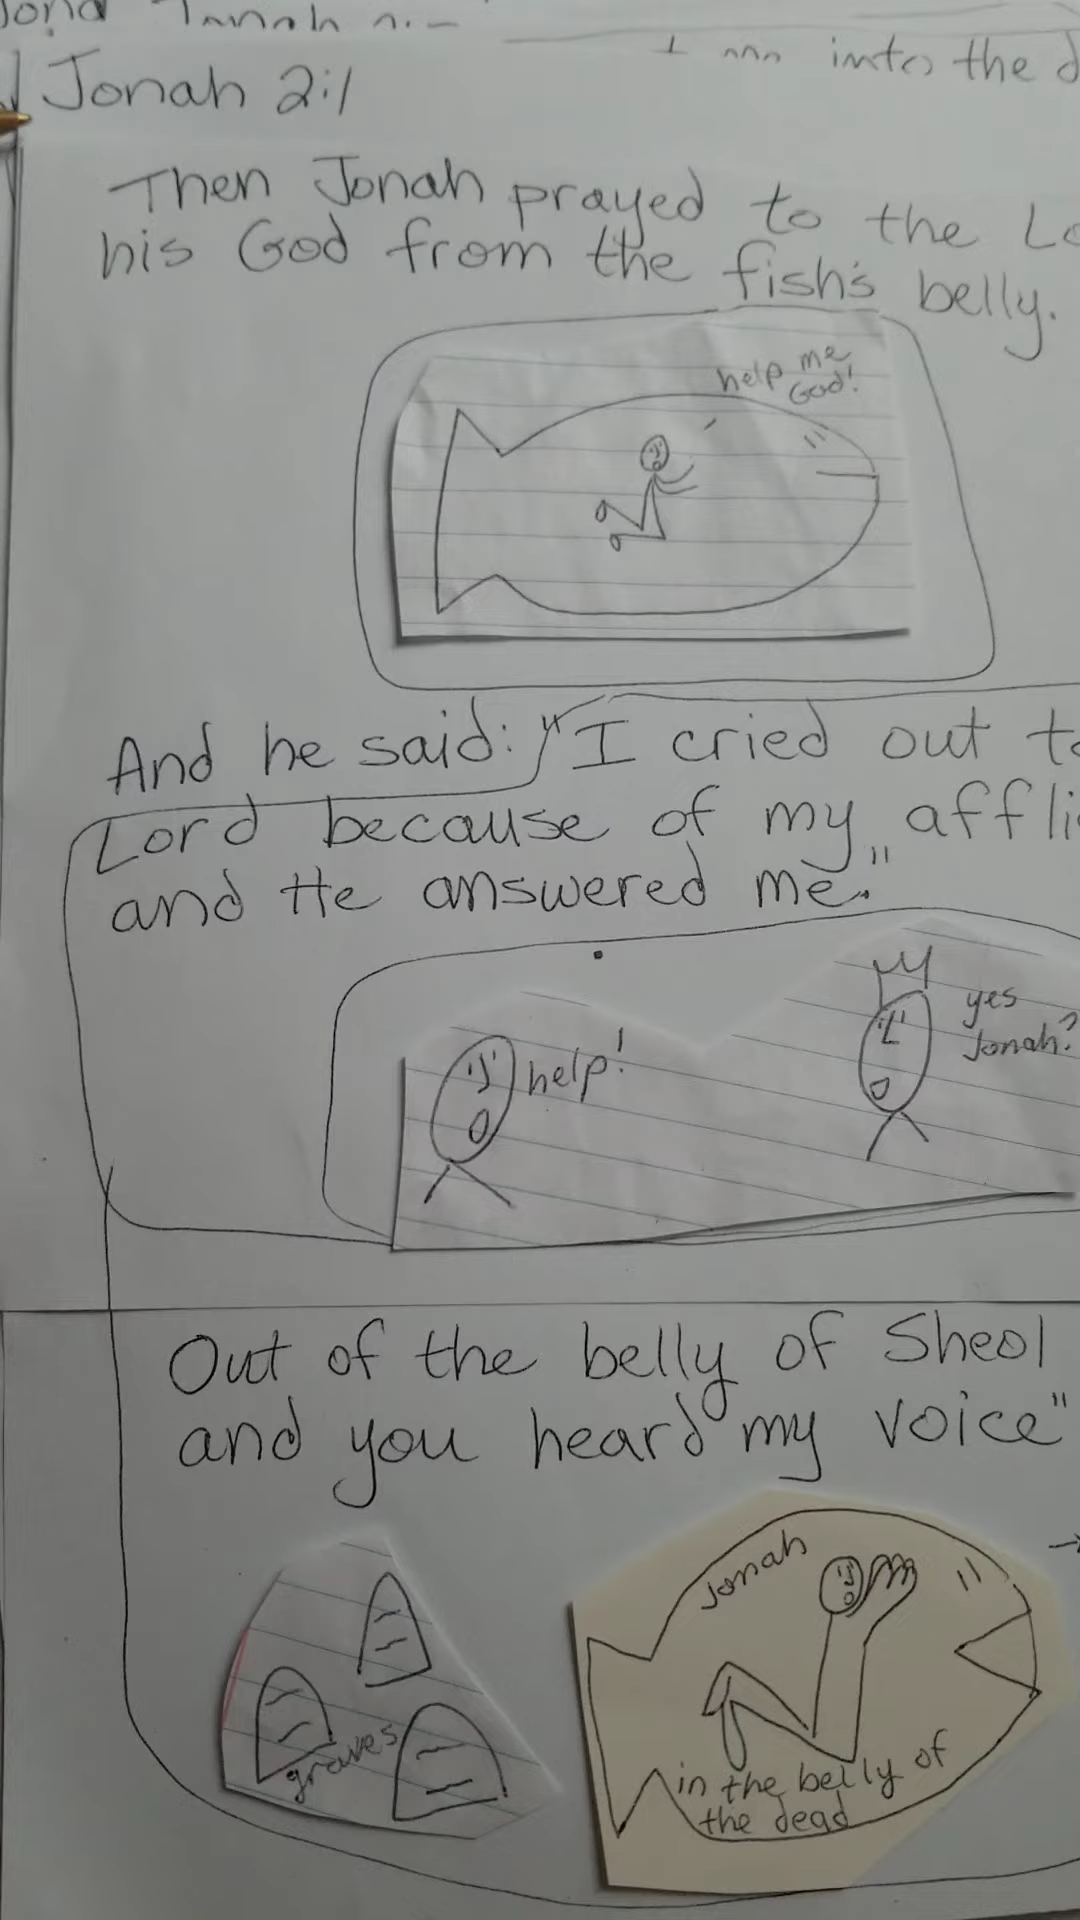 into the
Jonah 2:1
Then Jonah prayed to the Lo
his God from the fish's belly.
help me
God!
And he said: "I cried out to
Lord because of my affli
and He answered me."
help!
yes
Jonah?
Out of the belly of Sheol
and you heard my voice"
graves
Jonah
in the belly of
the dead